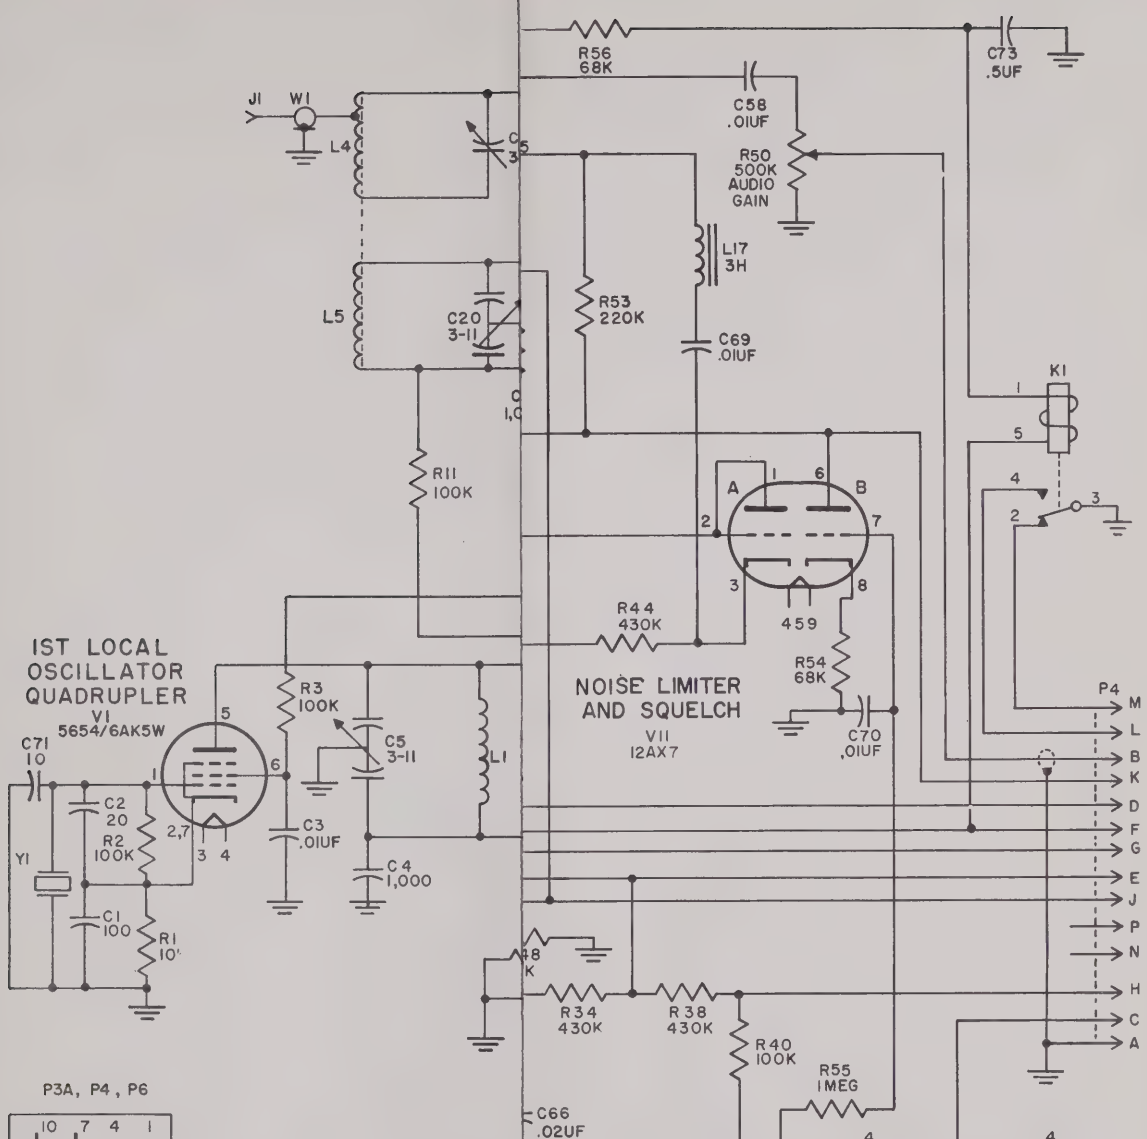 R56
68K
C73
.5UF
J1
W1
L4
C58
.01UF
R50
500K
AUDIO
GAIN
L17
3H
L5
C20
3-11
R53
220K
C69
.01UF
K1
1
5
4
2
3
R11
100K
A
1
6
B
2
7
3
8
4 5 9
R44
430K
R54
68K
NOISE LIMITER
AND SQUELCH
V11
12AX7
C70
.01UF
1ST LOCAL
OSCILLATOR
QUADRUPLER
V1
5654/6AK5W
5
R3
100K
C71
10
1
6
C5
3-11
L1
C2
20
R2
100K
2,7
3 4
C3
.01UF
Y1
C4
1,000
C1
100
R1
P4
M
L
B
K
D
F
G
E
J
P
N
H
C
A
48
K
R34
430K
R38
430K
R40
100K
R55
1MEG
P3A, P4, P6
10 7 4 1
C66
.02UF
4
4